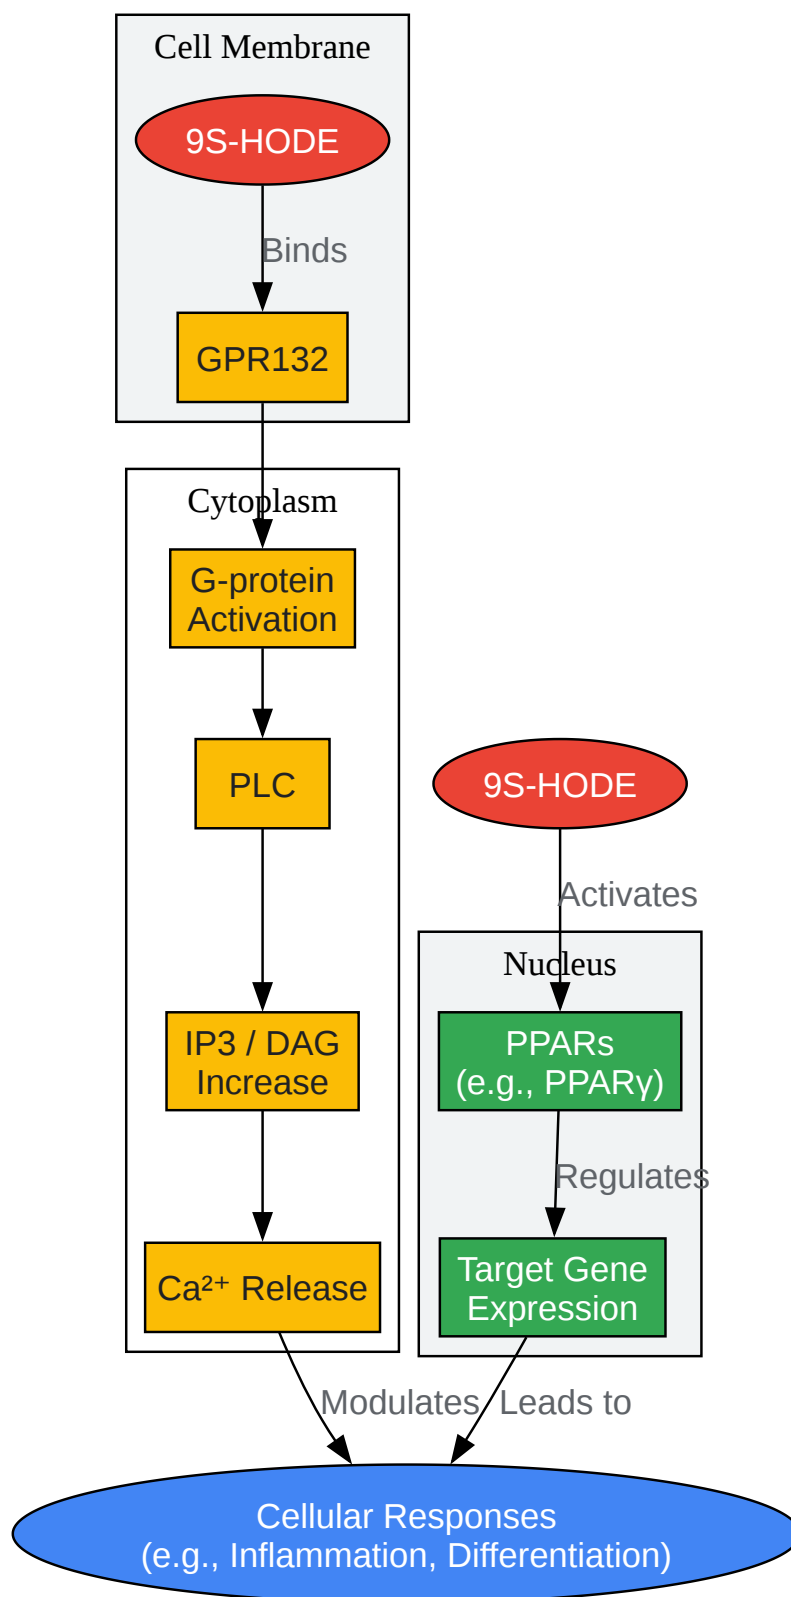 Cell Membrane
9S-HODE
Binds
GPR132
Cytoplasm
G-protein
Activation
PLC
9S-HODE
Activates
Nucleus
IP3 / DAG
Increase
PPARs
(e.g., PPARγ)
Regulates
Ca²⁺ Release
Target Gene
Expression
Modulates
Leads to
Cellular Responses
(e.g., Inflammation, Differentiation)